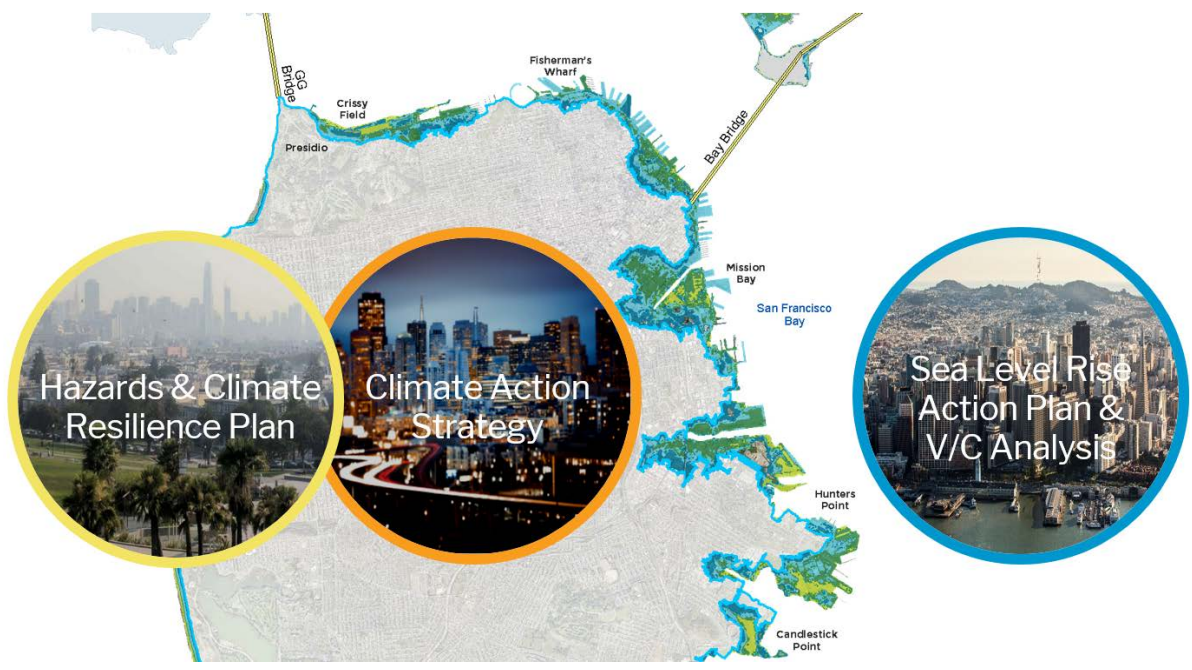 GG
Bridge
Fisherman's
Wharf
Crissy
Field
Presidio
Bay Bridge
Mission
Bay
San Francisco
Bay
Hazards & Climate
Resilience Plan
Climate Action
Strategy
Sea Level Rise
Action Plan &
V/C Analysis
Hunters
Point
Candlestick
Point